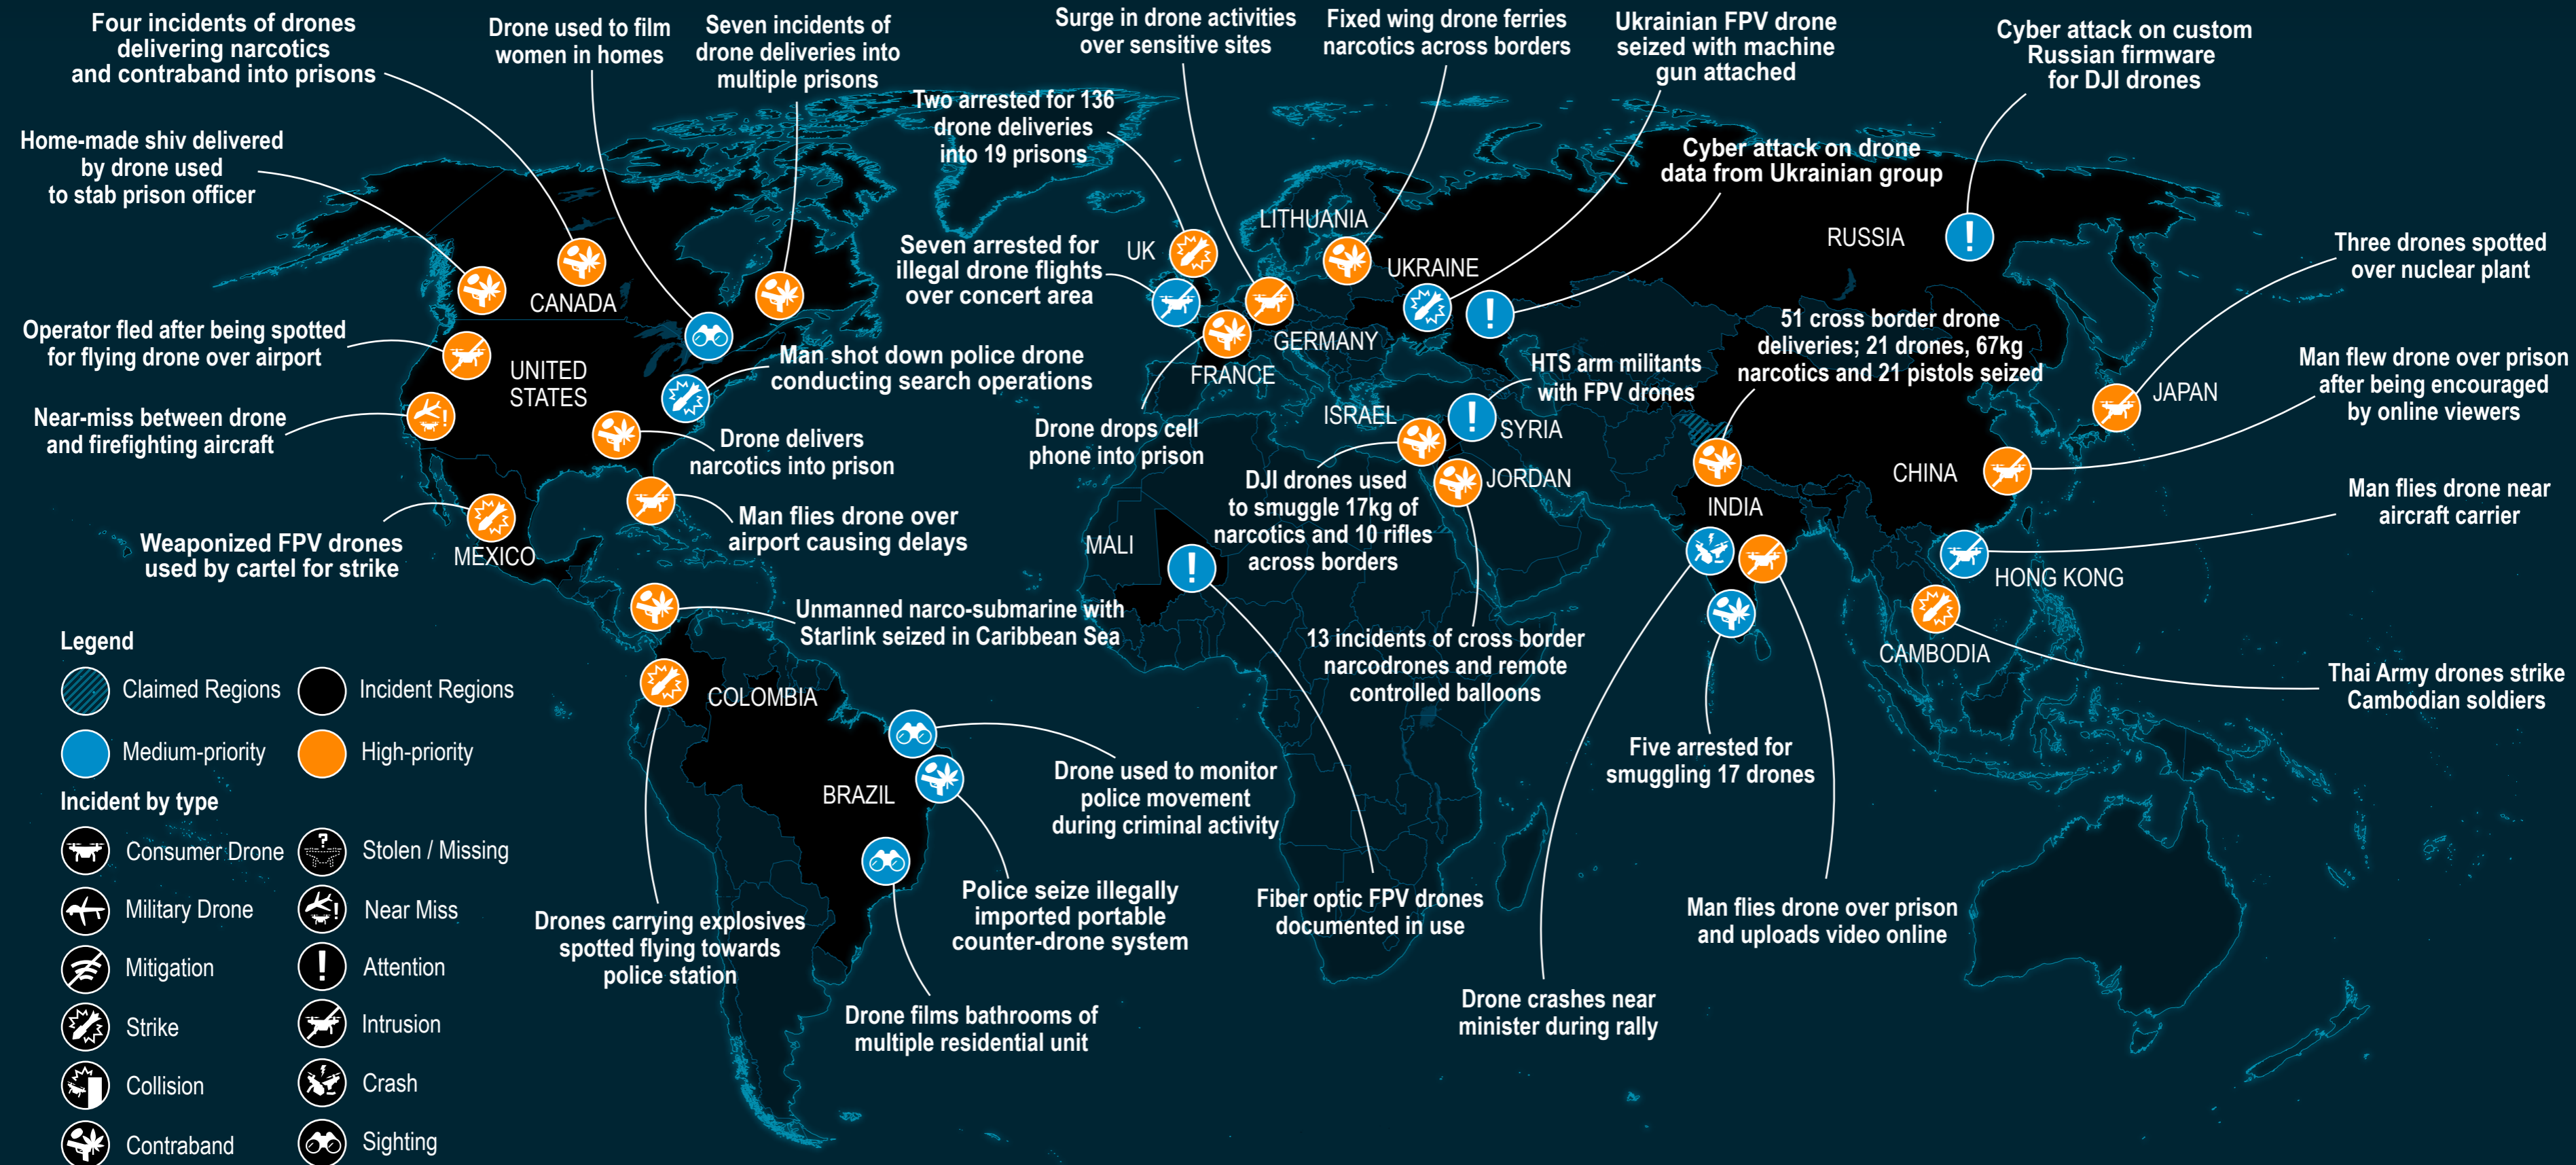 Four incidents of drones
delivering narcotics
and contraband into prisons
Drone used to film
women in homes
Seven incidents of
drone deliveries into
multiple prisons
Surge in drone activities
over sensitive sites
Fixed wing drone ferries
narcotics across borders
Ukrainian FPV drone
seized with machine
gun attached
Cyber attack on custom
Russian firmware
for DJI drones
Home-made shiv delivered
by drone used
to stab prison officer
Two arrested for 136
drone deliveries
into 19 prisons
Cyber attack on drone
data from Ukrainian group
LITHUANIA
UK
Seven arrested for
illegal drone flights
over concert area
UKRAINE
RUSSIA
Three drones spotted
over nuclear plant
CANADA
Operator fled after being spotted
for flying drone over airport
UNITED
STATES
Man shot down police drone
conducting search operations
GERMANY
FRANCE
HTS arm militants
with FPV drones
51 cross border drone
deliveries; 21 drones, 67kg
narcotics and 21 pistols seized
Man flew drone over prison
after being encouraged
by online viewers
JAPAN
Near-miss between drone
and firefighting aircraft
Drone delivers
narcotics into prison
Drone drops cell
phone into prison
ISRAEL
SYRIA
JORDAN
DJI drones used
to smuggle 17kg of
narcotics and 10 rifles
across borders
CHINA
INDIA
Man flies drone near
aircraft carrier
Weaponized FPV drones
used by cartel for strike
MEXICO
Man flies drone over
airport causing delays
MALI
HONG KONG
Unmanned narco-submarine with
Starlink seized in Caribbean Sea
13 incidents of cross border
narcodrones and remote
controlled balloons
CAMBODIA
Thai Army drones strike
Cambodian soldiers
COLOMBIA
BRAZIL
Drone used to monitor
police movement
during criminal activity
Five arrested for
smuggling 17 drones
Drones carrying explosives
spotted flying towards
police station
Police seize illegally
imported portable
counter-drone system
Fiber optic FPV drones
documented in use
Man flies drone over prison
and uploads video online
Drone films bathrooms of
multiple residential unit
Drone crashes near
minister during rally
Legend
Claimed Regions
Incident Regions
Medium-priority
High-priority
Incident by type
Consumer Drone
Stolen / Missing
Military Drone
Near Miss
Mitigation
Attention
Strike
Intrusion
Collision
Crash
Contraband
Sighting